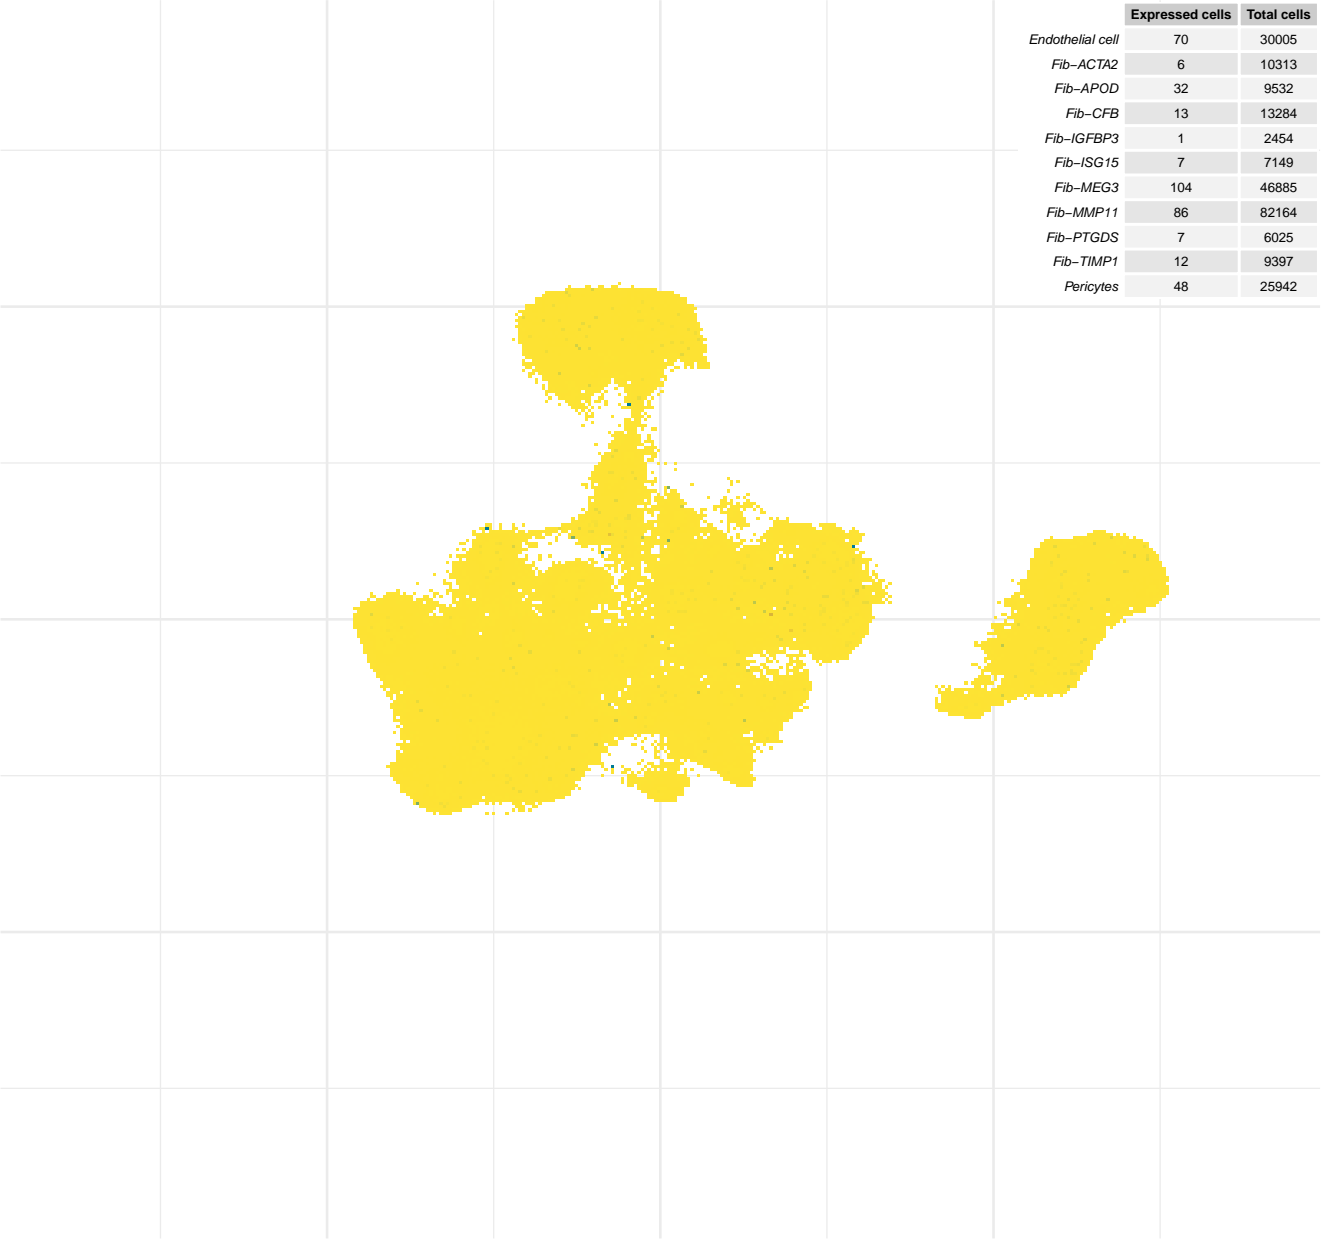 Expressed cells Total cells
Endothelial cell 70 30005
Fib−ACTA2 6 10313
Fib−APOD 32 9532
Fib−CFB 13 13284
Fib−IGFBP3 1 2454
Fib−ISG15 7 7149
Fib−MEG3 104 46885
Fib−MMP11 86 82164
Fib−PTGDS 7 6025
Fib−TIMP1 12 9397
Pericytes 48 25942